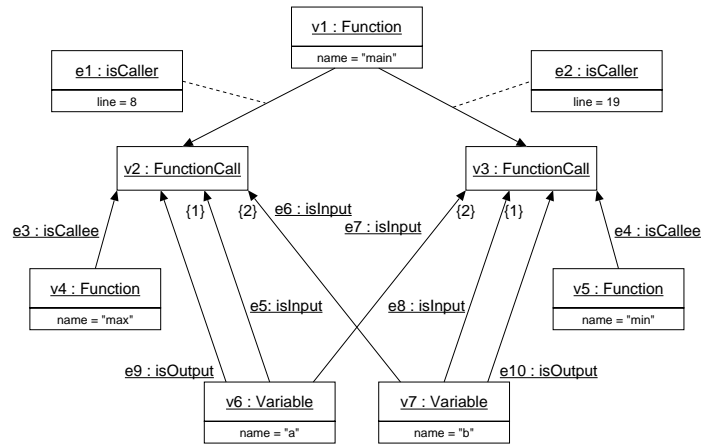 v1 : Function
name = "main"
e1 : isCaller
line = 8
e2 : isCaller
line = 19
v2 : FunctionCall
v3 : FunctionCall
{1}
{2}
e6 : isInput
{2}
{1}
e7 : isInput
e3 : isCallee
e4 : isCallee
v4 : Function
name = "max"
e5: isInput
e8 : isInput
v5 : Function
name = "min"
e9 : isOutput
e10 : isOutput
v6 : Variable
name = "a"
v7 : Variable
name = "b"